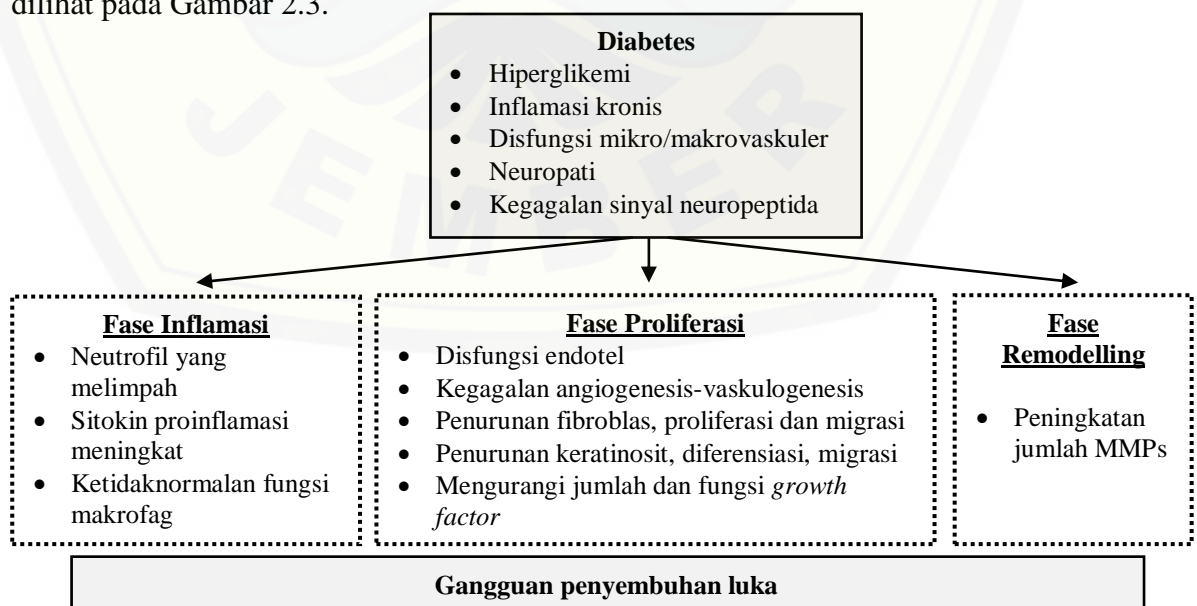 dilihat pada Gambar 2.3.
JEMBER
Diabetes
• Hiperglikemi
• Inflamasi kronis
• Disfungsi mikro/makrovaskuler
• Neuropati
• Kegagalan sinyal neuropeptida
Fase Inflamasi
• Neutrofil yang
melimpah
• Sitokin proinflamasi
meningkat
• Ketidaknormalan fungsi
makrofag
Fase Proliferasi
• Disfungsi endotel
• Kegagalan angiogenesis-vaskulogenesis
• Penurunan fibroblas, proliferasi dan migrasi
• Penurunan keratinosit, diferensiasi, migrasi
• Mengurangi jumlah dan fungsi growth
factor
Fase
Remodelling
• Peningkatan
jumlah MMPs
Gangguan penyembuhan luka